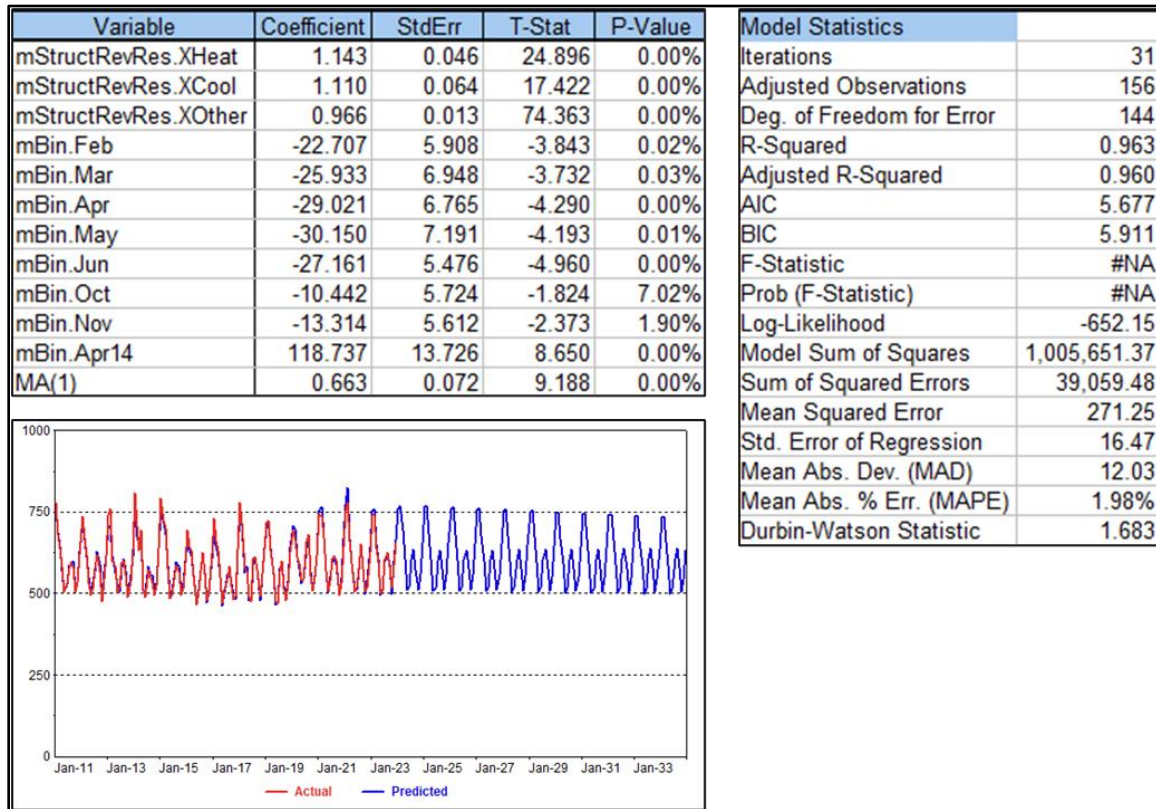 Variable Coefficient StdErr T-Stat P-Value
mStructRevRes.XHeat 1.143 0.046 24.896 0.00%
mStructRevRes.XCool 1.110 0.064 17.422 0.00%
mStructRevRes.XOther 0.966 0.013 74.363 0.00%
mBin.Feb -22.707 5.908 -3.843 0.02%
mBin.Mar -25.933 6.948 -3.732 0.03%
mBin.Apr -29.021 6.765 -4.290 0.00%
mBin.May -30.150 7.191 -4.193 0.01%
mBin.Jun -27.161 5.476 -4.960 0.00%
mBin.Oct -10.442 5.724 -1.824 7.02%
mBin.Nov -13.314 5.612 -2.373 1.90%
mBin.Apr14 118.737 13.726 8.650 0.00%
MA(1) 0.663 0.072 9.188 0.00%
Model Statistics
Iterations 31
Adjusted Observations 156
Deg. of Freedom for Error 144
R-Squared 0.963
Adjusted R-Squared 0.960
AIC 5.677
BIC 5.911
F-Statistic #NA
Prob (F-Statistic) #NA
Log-Likelihood -652.15
Model Sum of Squares 1,005,651.37
Sum of Squared Errors 39,059.48
Mean Squared Error 271.25
Std. Error of Regression 16.47
Mean Abs. Dev. (MAD) 12.03
Mean Abs. % Err. (MAPE) 1.98%
Durbin-Watson Statistic 1.683
1000
750
500
250
0
Jan-11 Jan-13 Jan-15 Jan-17 Jan-19 Jan-21 Jan-23 Jan-25 Jan-27 Jan-29 Jan-31 Jan-33
Actual Predicted